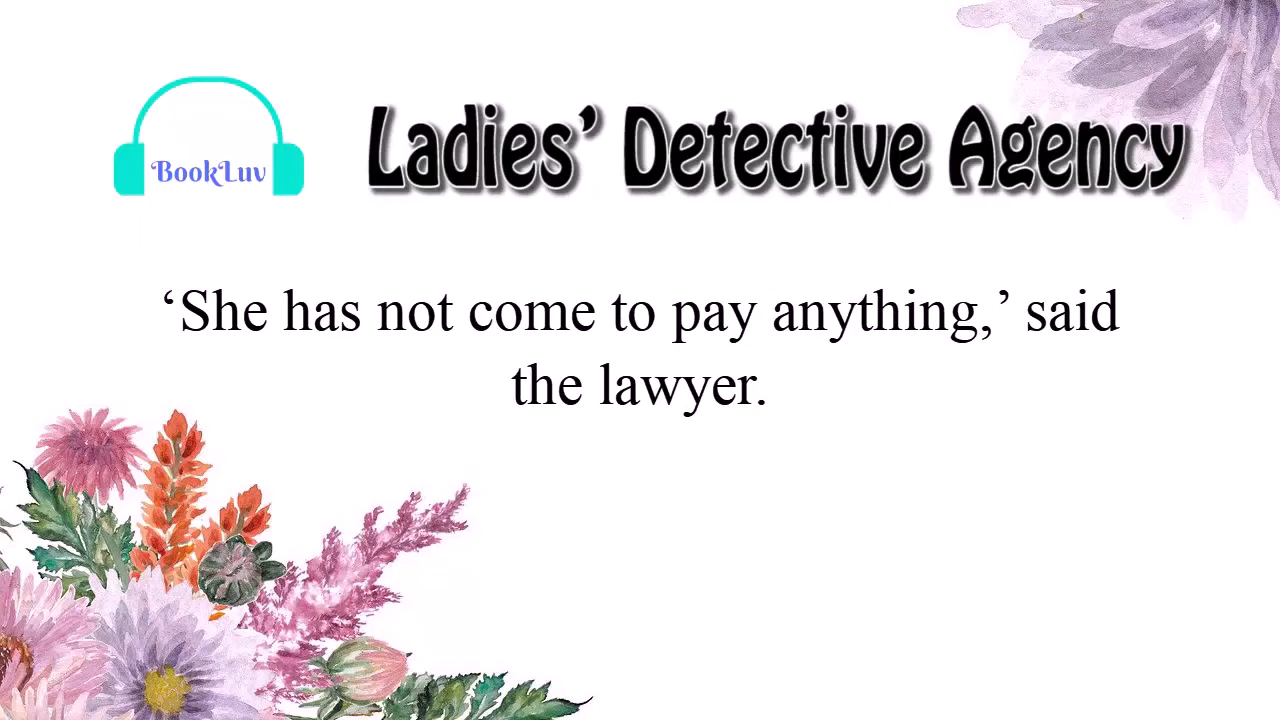 BookLuv
Ladies’ Detective Agency
‘She has not come to pay anything,’ said
the lawyer.